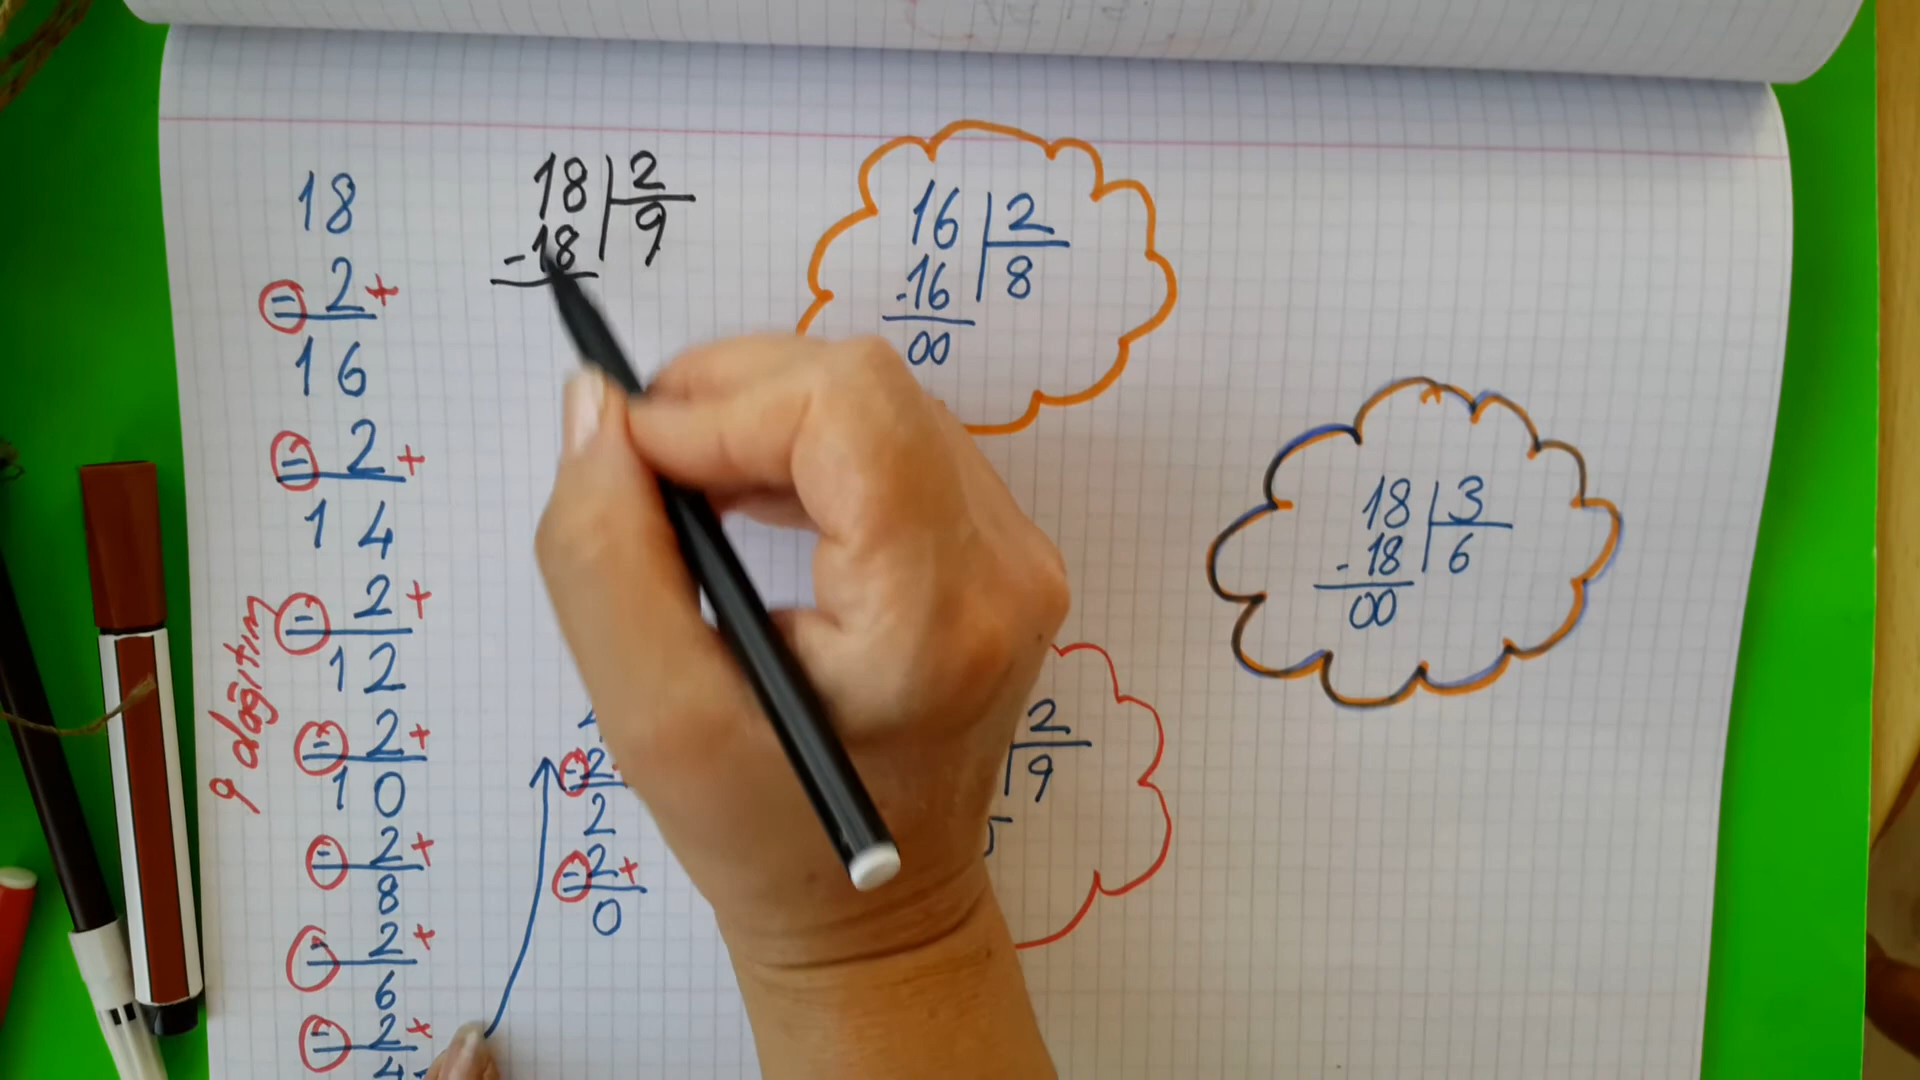 18
- 2 +
16
- 2 +
14
- 2 +
12
- 2 +
10
- 2 +
8
- 2 +
6
- 2 +
4
9 dağıtım
2
- 2 +
0
18 | 2
- 18 | 9
16 | 2
- 16 | 8
00
2
9
18 | 3
- 18 | 6
00